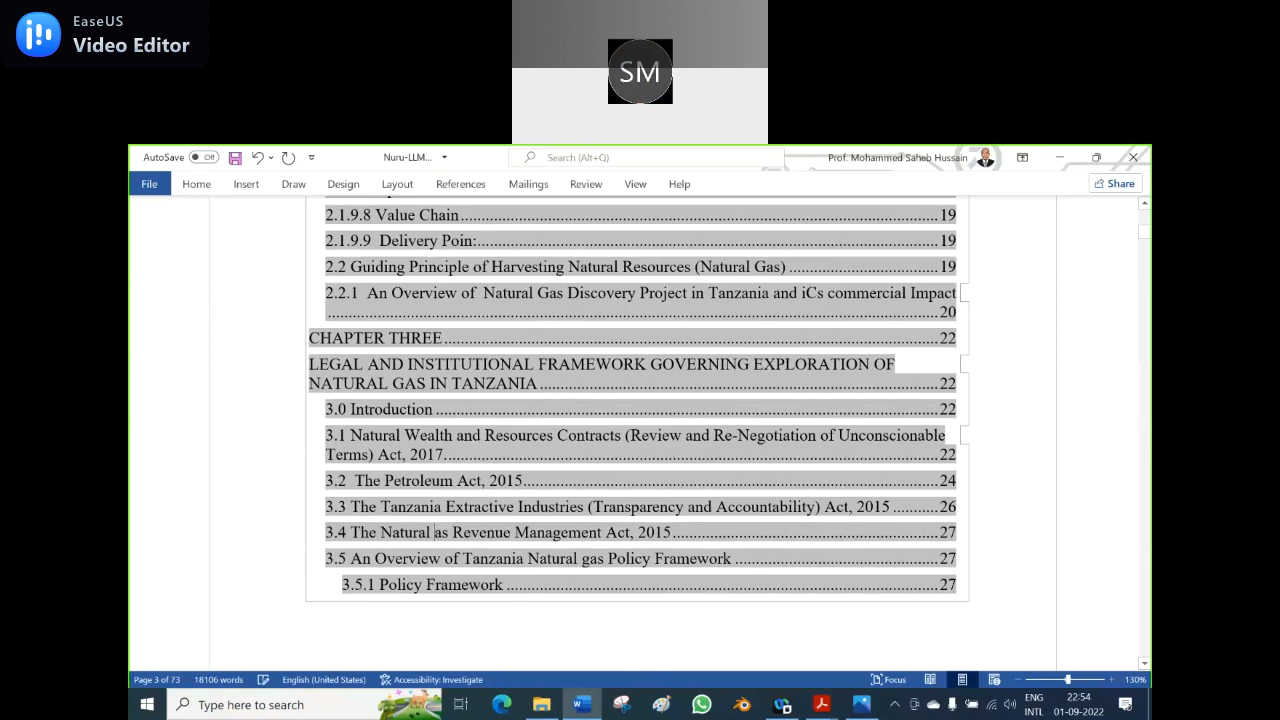 EaseUS
Video Editor
SM
AutoSave Off Nuru-LLM... Search (Alt+Q) Prof. Mohammed Saheb Hussain
File Home Insert Draw Design Layout References Mailings Review View Help Share
2.1.9.8 Value Chain ........ 19
2.1.9.9 Delivery Poin: ........ 19
2.2 Guiding Principle of Harvesting Natural Resources (Natural Gas) ........ 19
2.2.1 An Overview of Natural Gas Discovery Project in Tanzania and iCs commercial Impact
........ 20
CHAPTER THREE ........ 22
LEGAL AND INSTITUTIONAL FRAMEWORK GOVERNING EXPLORATION OF
NATURAL GAS IN TANZANIA ........ 22
3.0 Introduction ........ 22
3.1 Natural Wealth and Resources Contracts (Review and Re-Negotiation of Unconscionable
Terms) Act, 2017 ........ 22
3.2 The Petroleum Act, 2015 ........ 24
3.3 The Tanzania Extractive Industries (Transparency and Accountability) Act, 2015 ........ 26
3.4 The Natural as Revenue Management Act, 2015 ........ 27
3.5 An Overview of Tanzania Natural gas Policy Framework ........ 27
3.5.1 Policy Framework ........ 27
Page 3 of 73 18106 words English (United States) Accessibility: Investigate Focus 130%
Type here to search ENG 22:54
INTL 01-09-2022